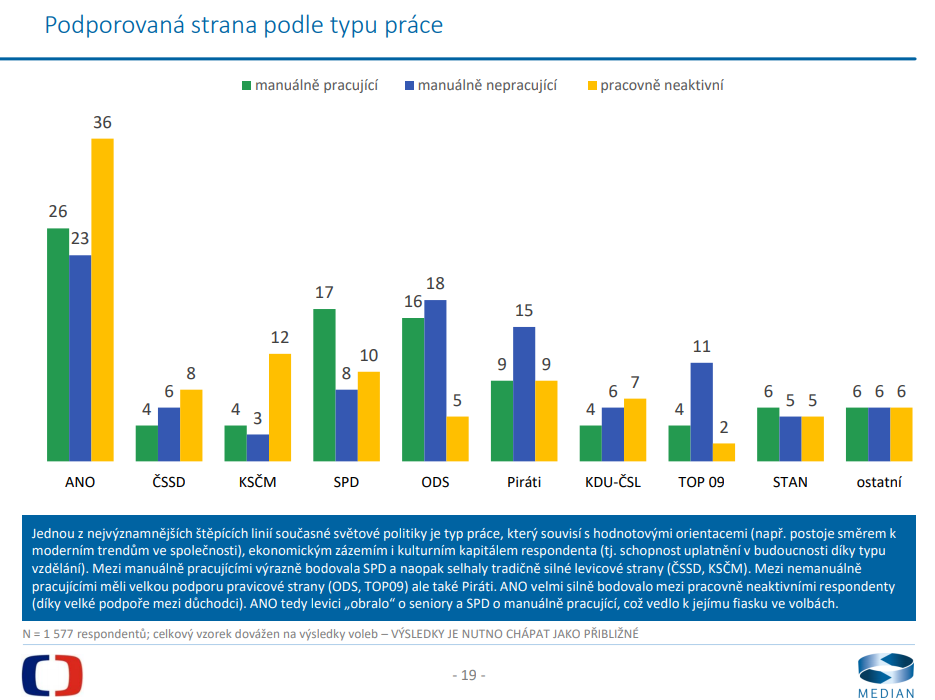 Podporovaná strana podle typu práce
manuálně pracující manuálně nepracující pracovně neaktivní
36
26
23
4
6
8
4
3
12
17
8
10
16
18
5
9
15
9
4
6
7
4
11
2
6
5
5
6
6
6
ANO ČSSD KSČM SPD ODS Piráti KDU-ČSL TOP 09 STAN ostatní
Jednou z nejvýznamnějších štěpících linií současné světové politiky je typ práce, který souvisí s hodnotovými orientacemi (např. postoje směrem k
moderním trendům ve společnosti), ekonomickým zázemím i kulturním kapitálem respondenta (tj. schopnost uplatnění v budoucnosti díky typu
vzdělání). Mezi manuálně pracujícími výrazně bodovala SPD a naopak selhaly tradičně silné levicové strany (ČSSD, KSČM). Mezi nemanuálně
pracujícími měli velkou podporu pravicové strany (ODS, TOP09) ale také Piráti. ANO velmi silně bodovalo mezi pracovně neaktivními respondenty
(díky velké podpoře mezi důchodci). ANO tedy levici „obralo“ o seniory a SPD o manuálně pracující, což vedlo k jejímu fiasku ve volbách.
N = 1 577 respondentů; celkový vzorek dovážen na výsledky voleb – VÝSLEDKY JE NUTNO CHÁPAT JAKO PŘIBLIŽNÉ
- 19 -
MEDIAN